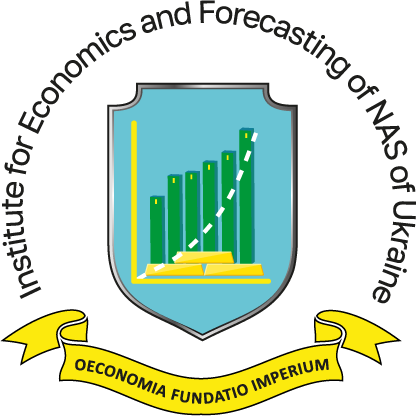 Institute for Economics and Forecasting of NAS of Ukraine
OECONOMIA FUNDATIO IMPERIUM